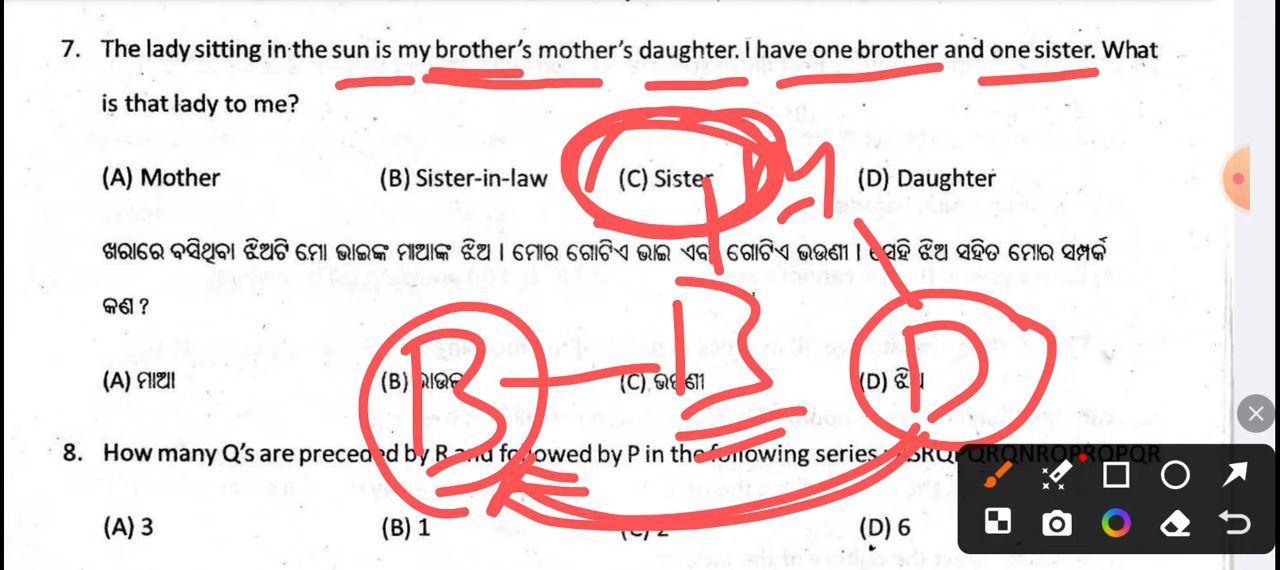 7. The lady sitting in the sun is my brother's mother's daughter. I have one brother and one sister. What
is that lady to me?
(A) Mother (B) Sister-in-law (C) Sister (D) Daughter
M
ଖରାରେ ବସିଥିବା ଝିଅଟି ମୋ ଭାଇଙ୍କ ମାଆଙ୍କ ଝିଅ । ମୋର ଗୋଟିଏ ଭାଇ ଏବଂ ଗୋଟିଏ ଭଉଣୀ । ସେହି ଝିଅ ସହିତ ମୋର ସମ୍ପର୍କ
କଣ ?
(A) ମାଆ (B) ଭାଉଜ (C) ଭଉଣୀ (D) ଝିଅ
B B D
8. How many Q's are preceded by R and followed by P in the following series
(A) 3 (B) 1 (C) 2 (D) 6